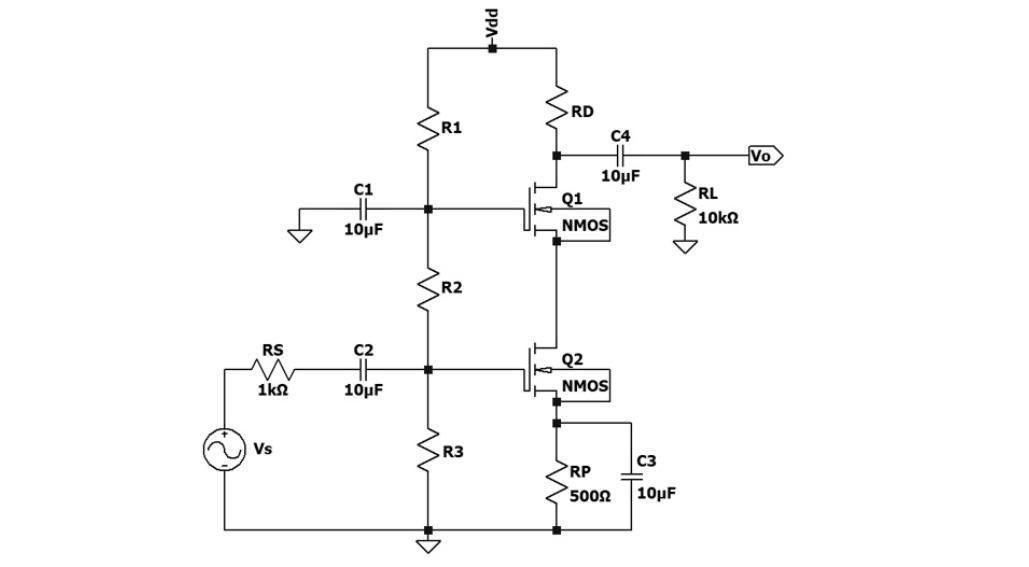 Vdd
R1
RD
C4
10µF
Vo
C1
10µF
Q1
NMOS
RL
10kΩ
R2
RS
1kΩ
C2
10µF
Q2
NMOS
Vs
R3
RP
500Ω
C3
10µF